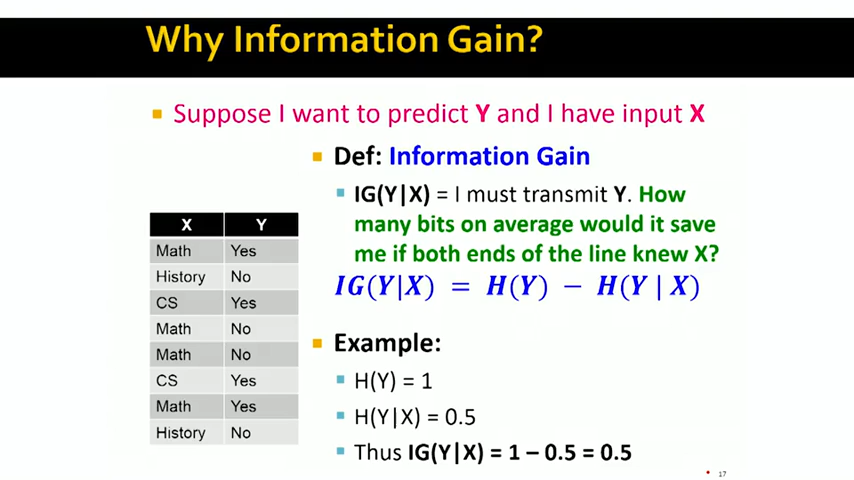 Why Information Gain?
Suppose I want to predict Y and I have input X
Def: Information Gain
IG(Y|X) = I must transmit Y. How
many bits on average would it save
me if both ends of the line knew X?
IG(Y|X) = H(Y) − H(Y | X)
X Y
Math Yes
History No
CS Yes
Math No
Math No
CS Yes
Math Yes
History No
Example:
H(Y) = 1
H(Y|X) = 0.5
Thus IG(Y|X) = 1 – 0.5 = 0.5
17